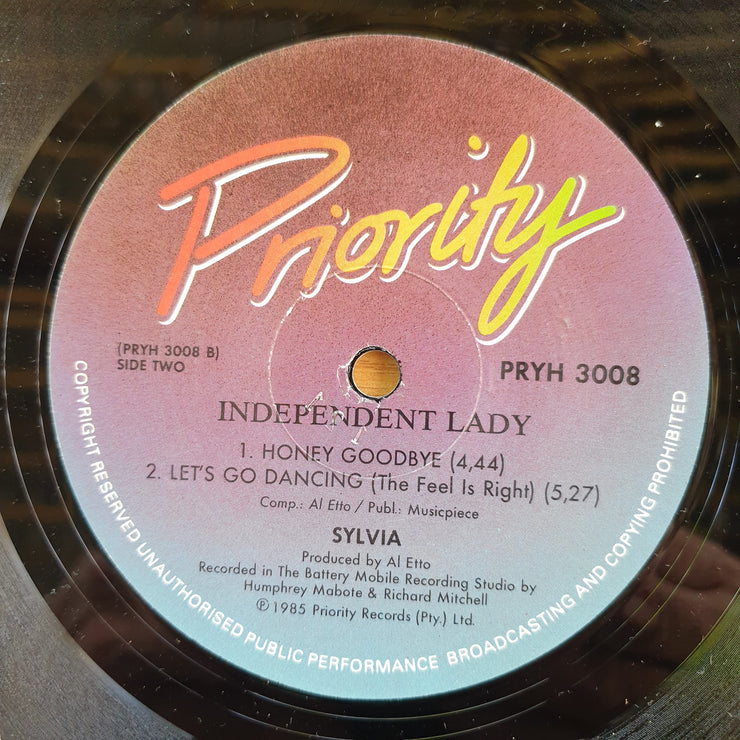 Priority
(PRYH 3008 B)
SIDE TWO
PRYH 3008
INDEPENDENT LADY
1. HONEY GOODBYE (4,44)
2. LET'S GO DANCING (The Feel Is Right) (5,27)
Comp.: Al Etto / Publ.: Musicpiece
SYLVIA
Produced by Al Etto
Recorded in The Battery Mobile Recording Studio by
Humphrey Mabote & Richard Mitchell
℗ 1985 Priority Records (Pty.) Ltd.
COPYRIGHT RESERVED UNAUTHORISED PUBLIC PERFORMANCE BROADCASTING AND COPYING PROHIBITED